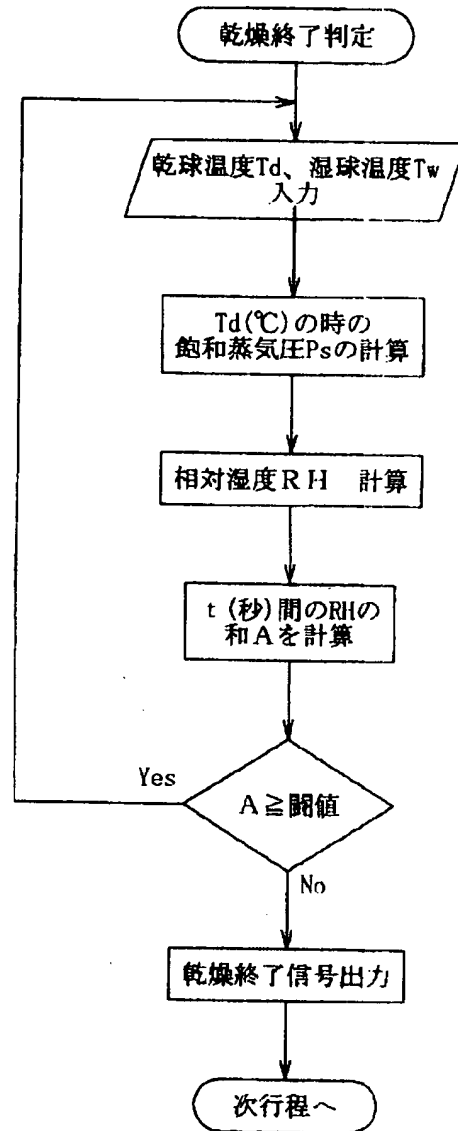 乾燥終了判定
乾球温度Td、湿球温度Tw
入力
Td(℃)の時の
飽和蒸気圧Psの計算
相対湿度RH 計算
t(秒)間のRHの
和Aを計算
Yes
A≧閾値
No
乾燥終了信号出力
次行程へ